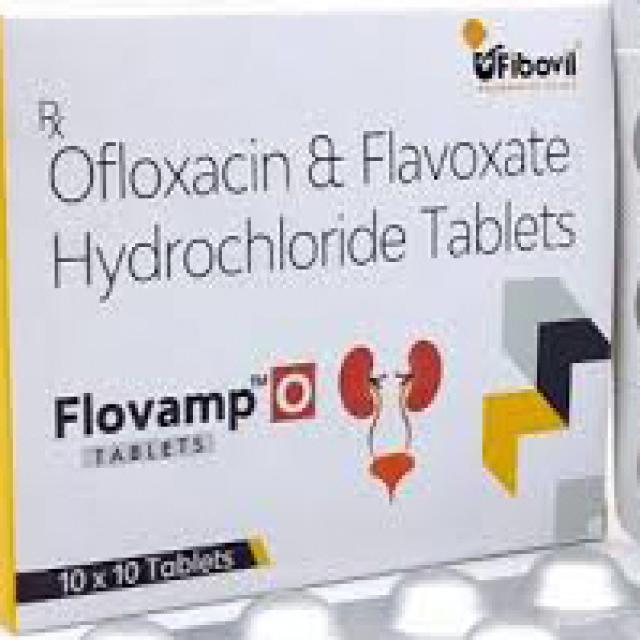 Fibovil
Rx
Ofloxacin & Flavoxate
Hydrochloride Tablets
Flovamp™ O
TABLETS
10 x 10 Tablets